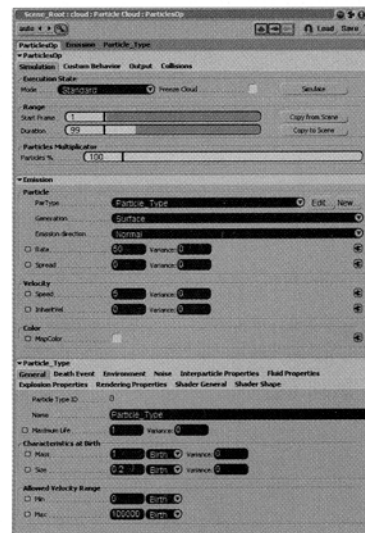 Scene_Root : cloud : Particle Cloud : ParticlesOp
auto Load Save
ParticlesOp Emission Particle_Type
ParticlesOp
Simulation Custom Behavior Output Collisions
Execution State
Mode Standard Freeze Cloud Simulate
Range
Start Frame 1 Copy from Scene
Duration 99 Copy to Scene
Particles Multiplicator
Particles % 100
Emission
Particle
ParType Particle_Type Edit... New...
Generation Surface
Emission direction Normal
Rate 50 Variance 0
Spread 0 Variance 0
Velocity
Speed 5 Variance 0
InheritVel 0 Variance 0
Color
MapColor
Particle_Type
General Death Event Environment Noise Interparticle Properties Fluid Properties
Explosion Properties Rendering Properties Shader General Shader Shape
Particle Type ID 0
Name Particle_Type
Maximum Life 1 Variance 0
Characteristics at Birth
Mass 1 Birth Variance 0
Size 0.2 Birth Variance 0
Allowed Velocity Range
Min 0 Birth
Max 100000 Birth